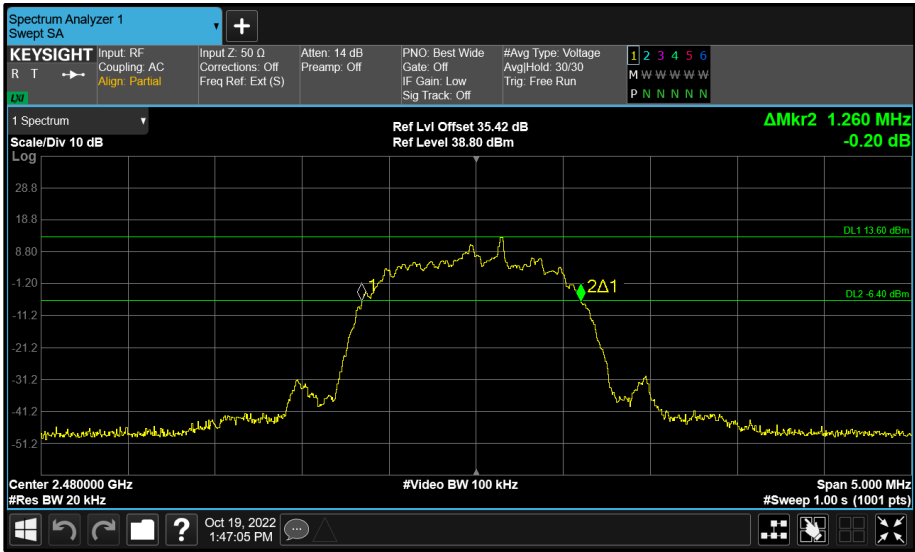 Spectrum Analyzer 1
Swept SA
+
KEYSIGHT
R T
LXI
Input: RF
Coupling: AC
Align: Partial
Input Z: 50 Ω
Corrections: Off
Freq Ref: Ext (S)
Atten: 14 dB
Preamp: Off
PNO: Best Wide
Gate: Off
IF Gain: Low
Sig Track: Off
#Avg Type: Voltage
Avg|Hold: 30/30
Trig: Free Run
1 2 3 4 5 6
M W W W W W
P N N N N N
1 Spectrum
Scale/Div 10 dB
Ref Lvl Offset 35.42 dB
Ref Level 38.80 dBm
ΔMkr2 1.260 MHz
-0.20 dB
Log
28.8
18.8
8.80
-1.20
-11.2
-21.2
-31.2
-41.2
-51.2
DL1 13.60 dBm
1
2Δ1
DL2 -6.40 dBm
Center 2.480000 GHz
#Video BW 100 kHz
Span 5.000 MHz
#Res BW 20 kHz
#Sweep 1.00 s (1001 pts)
?
Oct 19, 2022
1:47:05 PM